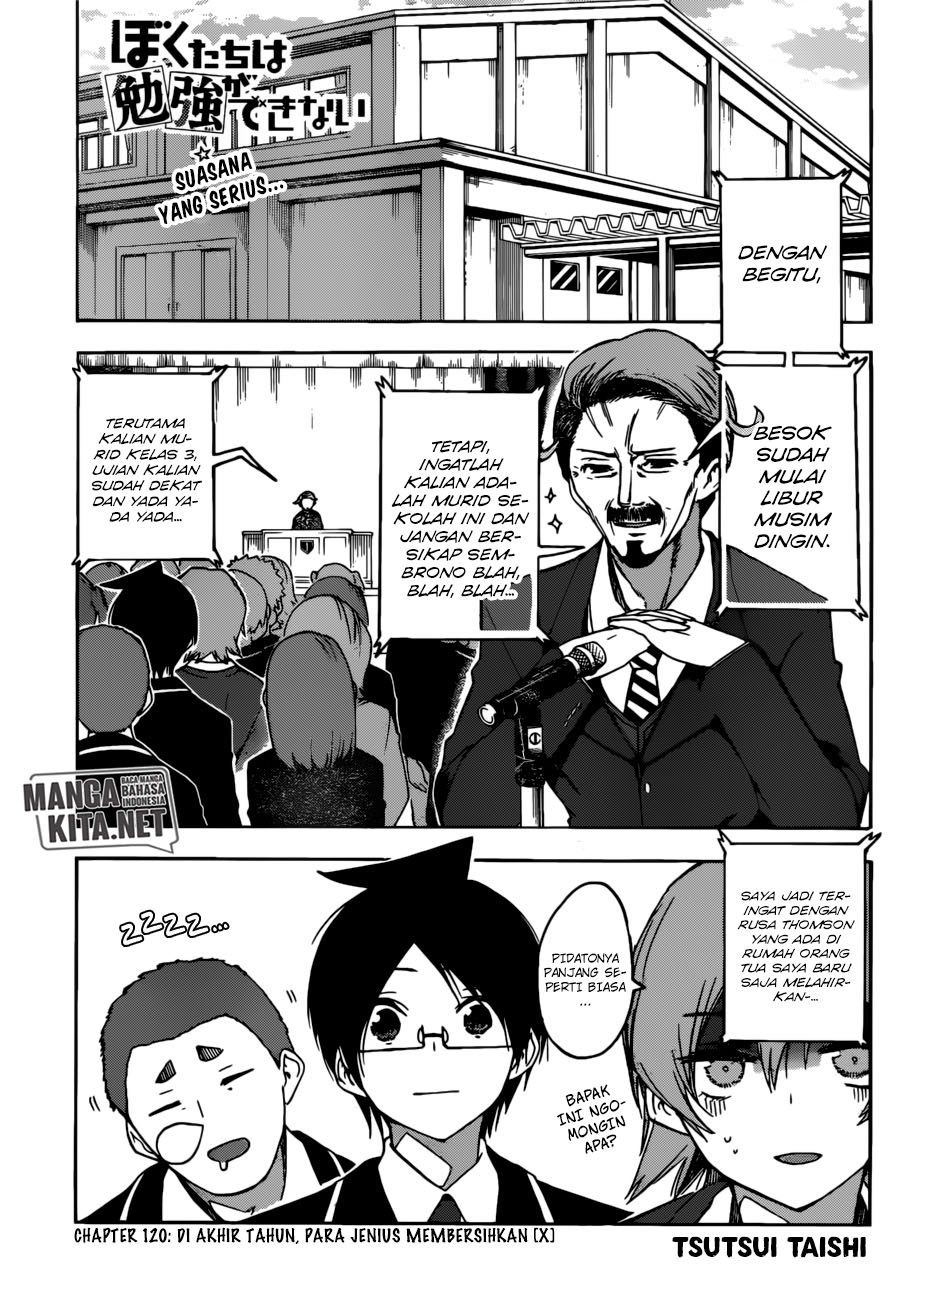 ぼくたちは
勉強ができない
SUASANA
YANG SERIUS...
DENGAN
BEGITU,
BESOK
SUDAH
MULAI
LIBUR
MUSIM
DINGIN.
TETAPI,
INGATLAH
KALIAN ADA-
LAH MURID SE-
KOLAH INI DAN
JANGAN BER-
SIKAP SEM-
BRONO BLAH,
BLAH, BLAH...
TERUTAMA
KALIAN MU-
RID KELAS 3,
UJIAN KALIAN
SUDAH DEKAT
DAN YADA YA-
DA YADA...
MANGA
KITA.NET
BACA MANGA
BAHASA
INDONESIA
SAYA JADI TER-
INGAT DENGAN
RUSA THOMSON
YANG ADA DI
RUMAH ORANG
TUA SAYA BARU
SAJA MELAHIR-
KAN-...
PIDATONYA
PANJANG SE-
PERTI BIASA
...
BAPAK
INI NGO-
MONGIN
APA?
ZZZZ...
CHAPTER 120: DI AKHIR TAHUN, PARA JENIUS MEMBERSIHKAN [X]
TSUTSUI TAISHI